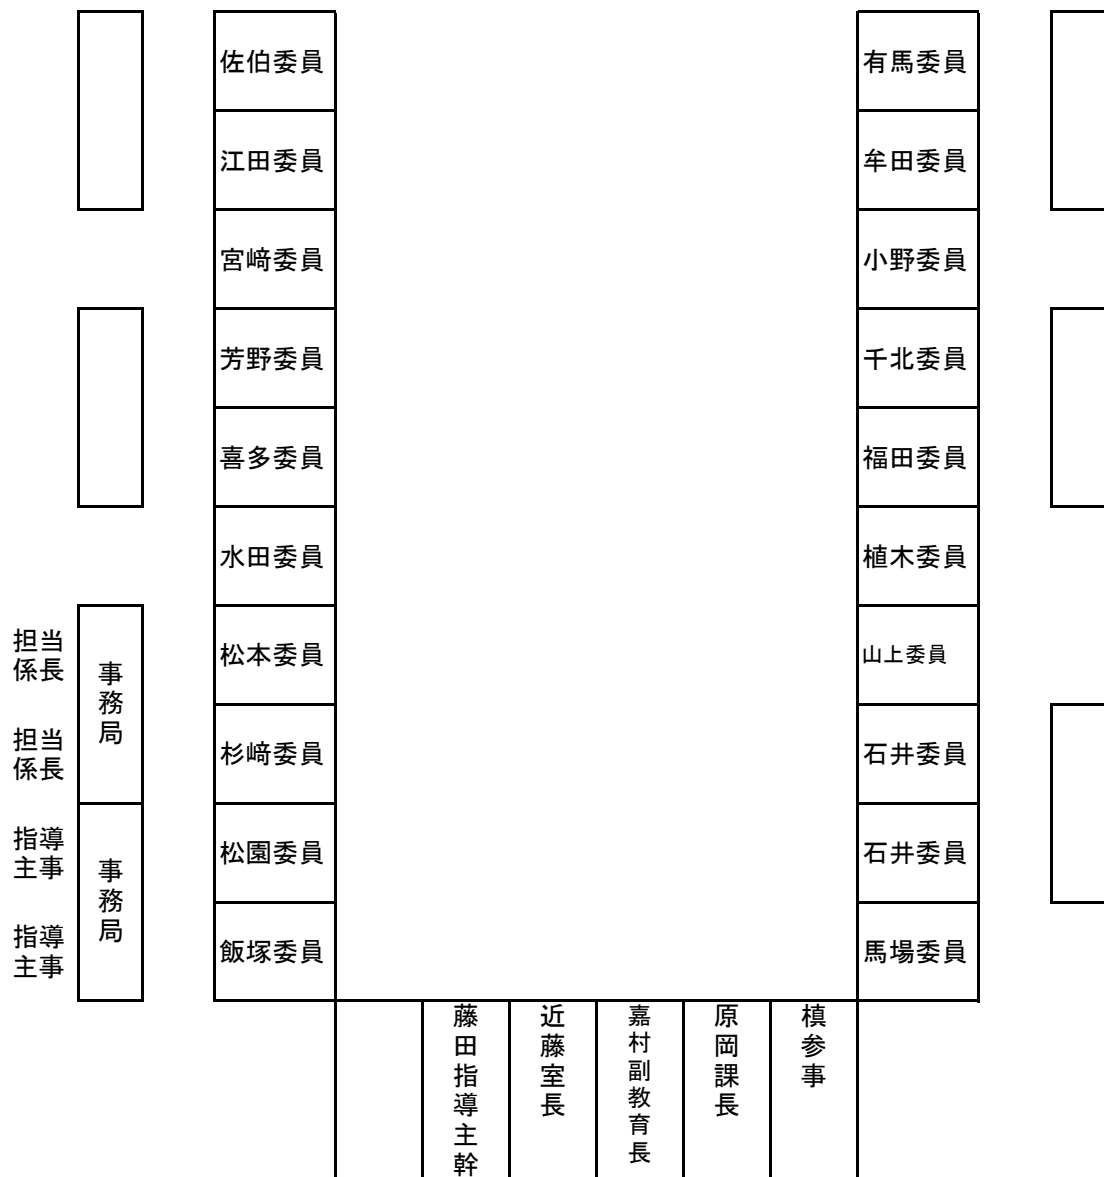 佐伯委員
有馬委員
江田委員
牟田委員
宮﨑委員
小野委員
芳野委員
千北委員
喜多委員
福田委員
水田委員
植木委員
担当
係長
事務局
松本委員
山上委員
担当
係長
杉﨑委員
石井委員
指導
主事
事務局
松園委員
石井委員
指導
主事
飯塚委員
馬場委員
藤田指導主幹
近藤室長
嘉村副教育長
原岡課長
槙参事